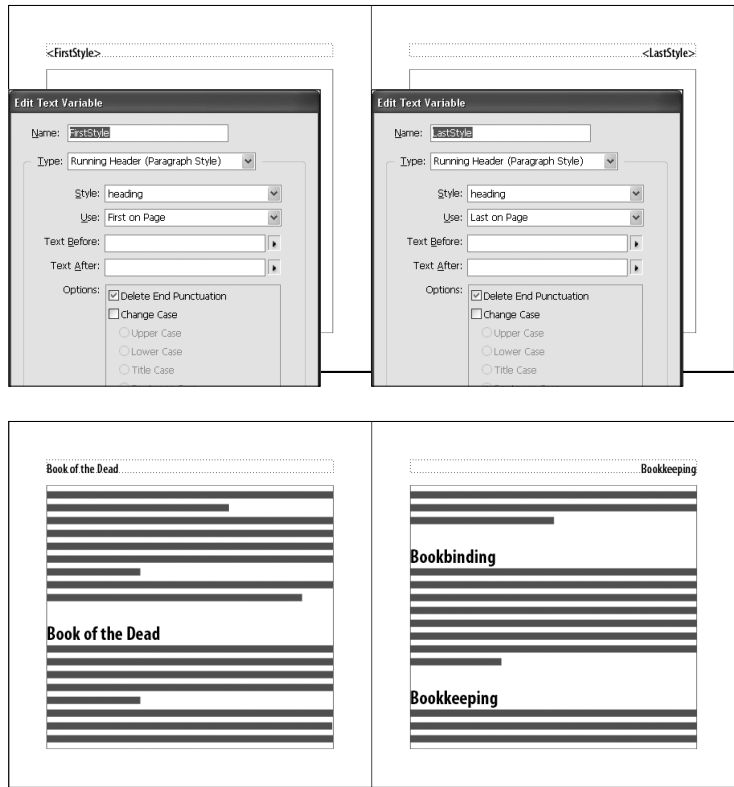 <FirstStyle>
<LastStyle>
Edit Text Variable
Name: FirstStyle
Type: Running Header (Paragraph Style)
Style: heading
Use: First on Page
Text Before:
Text After:
Options: Delete End Punctuation
Change Case
Upper Case
Lower Case
Title Case
Edit Text Variable
Name: LastStyle
Type: Running Header (Paragraph Style)
Style: heading
Use: Last on Page
Text Before:
Text After:
Options: Delete End Punctuation
Change Case
Upper Case
Lower Case
Title Case
Book of the Dead
Book of the Dead
Bookkeeping
Bookbinding
Bookkeeping